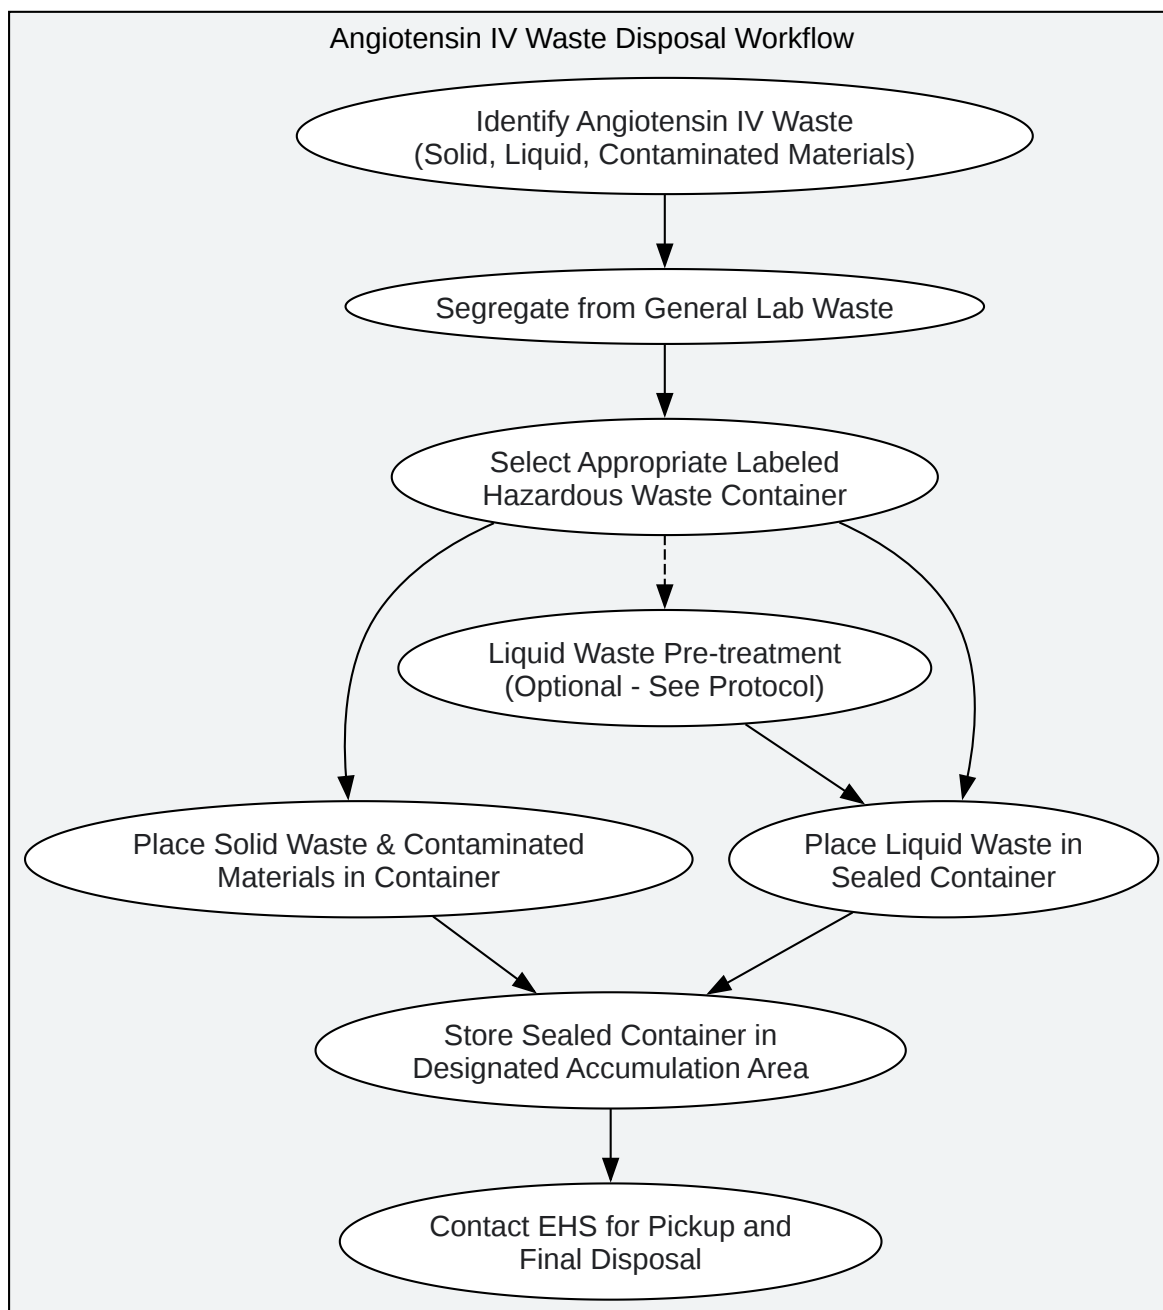 Angiotensin IV Waste Disposal Workflow
Identify Angiotensin IV Waste
(Solid, Liquid, Contaminated Materials)
Segregate from General Lab Waste
Select Appropriate Labeled
Hazardous Waste Container
Liquid Waste Pre-treatment
(Optional - See Protocol)
Place Solid Waste & Contaminated
Materials in Container
Place Liquid Waste in
Sealed Container
Store Sealed Container in
Designated Accumulation Area
Contact EHS for Pickup and
Final Disposal